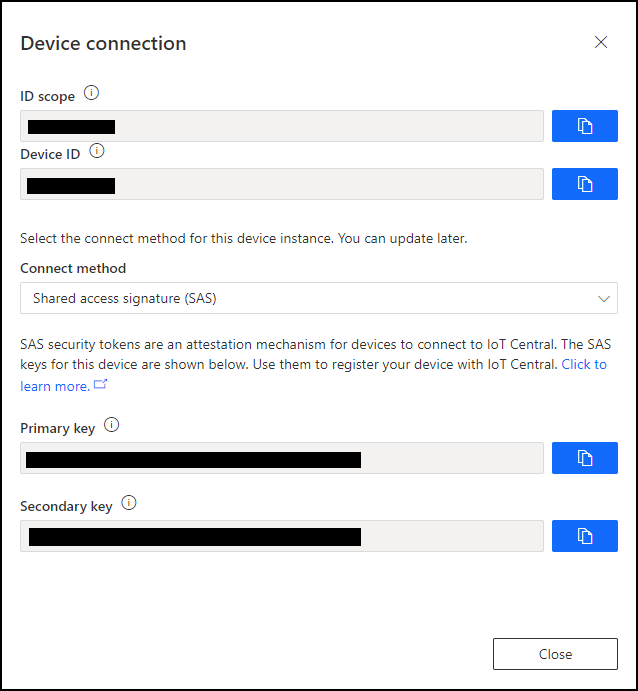 Device connection
ID scope
Device ID
Select the connect method for this device instance. You can update later.
Connect method
Shared access signature (SAS)
SAS security tokens are an attestation mechanism for devices to connect to IoT Central. The SAS
keys for this device are shown below. Use them to register your device with IoT Central. Click to
learn more.
Primary key
Secondary key
Close